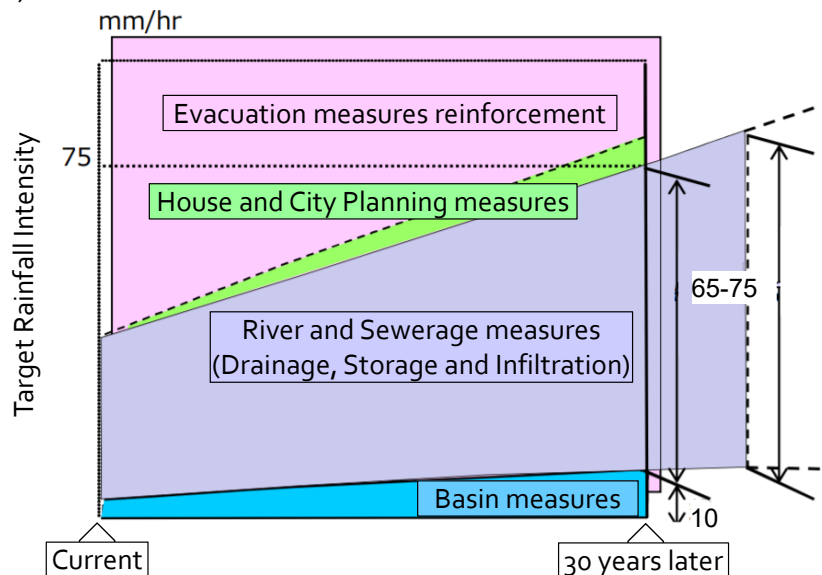 mm/hr
Evacuation measures reinforcement
75
House and City Planning measures
Target Rainfall Intensity
65-75
River and Sewerage measures
(Drainage, Storage and Infiltration)
Basin measures
10
Current
30 years later